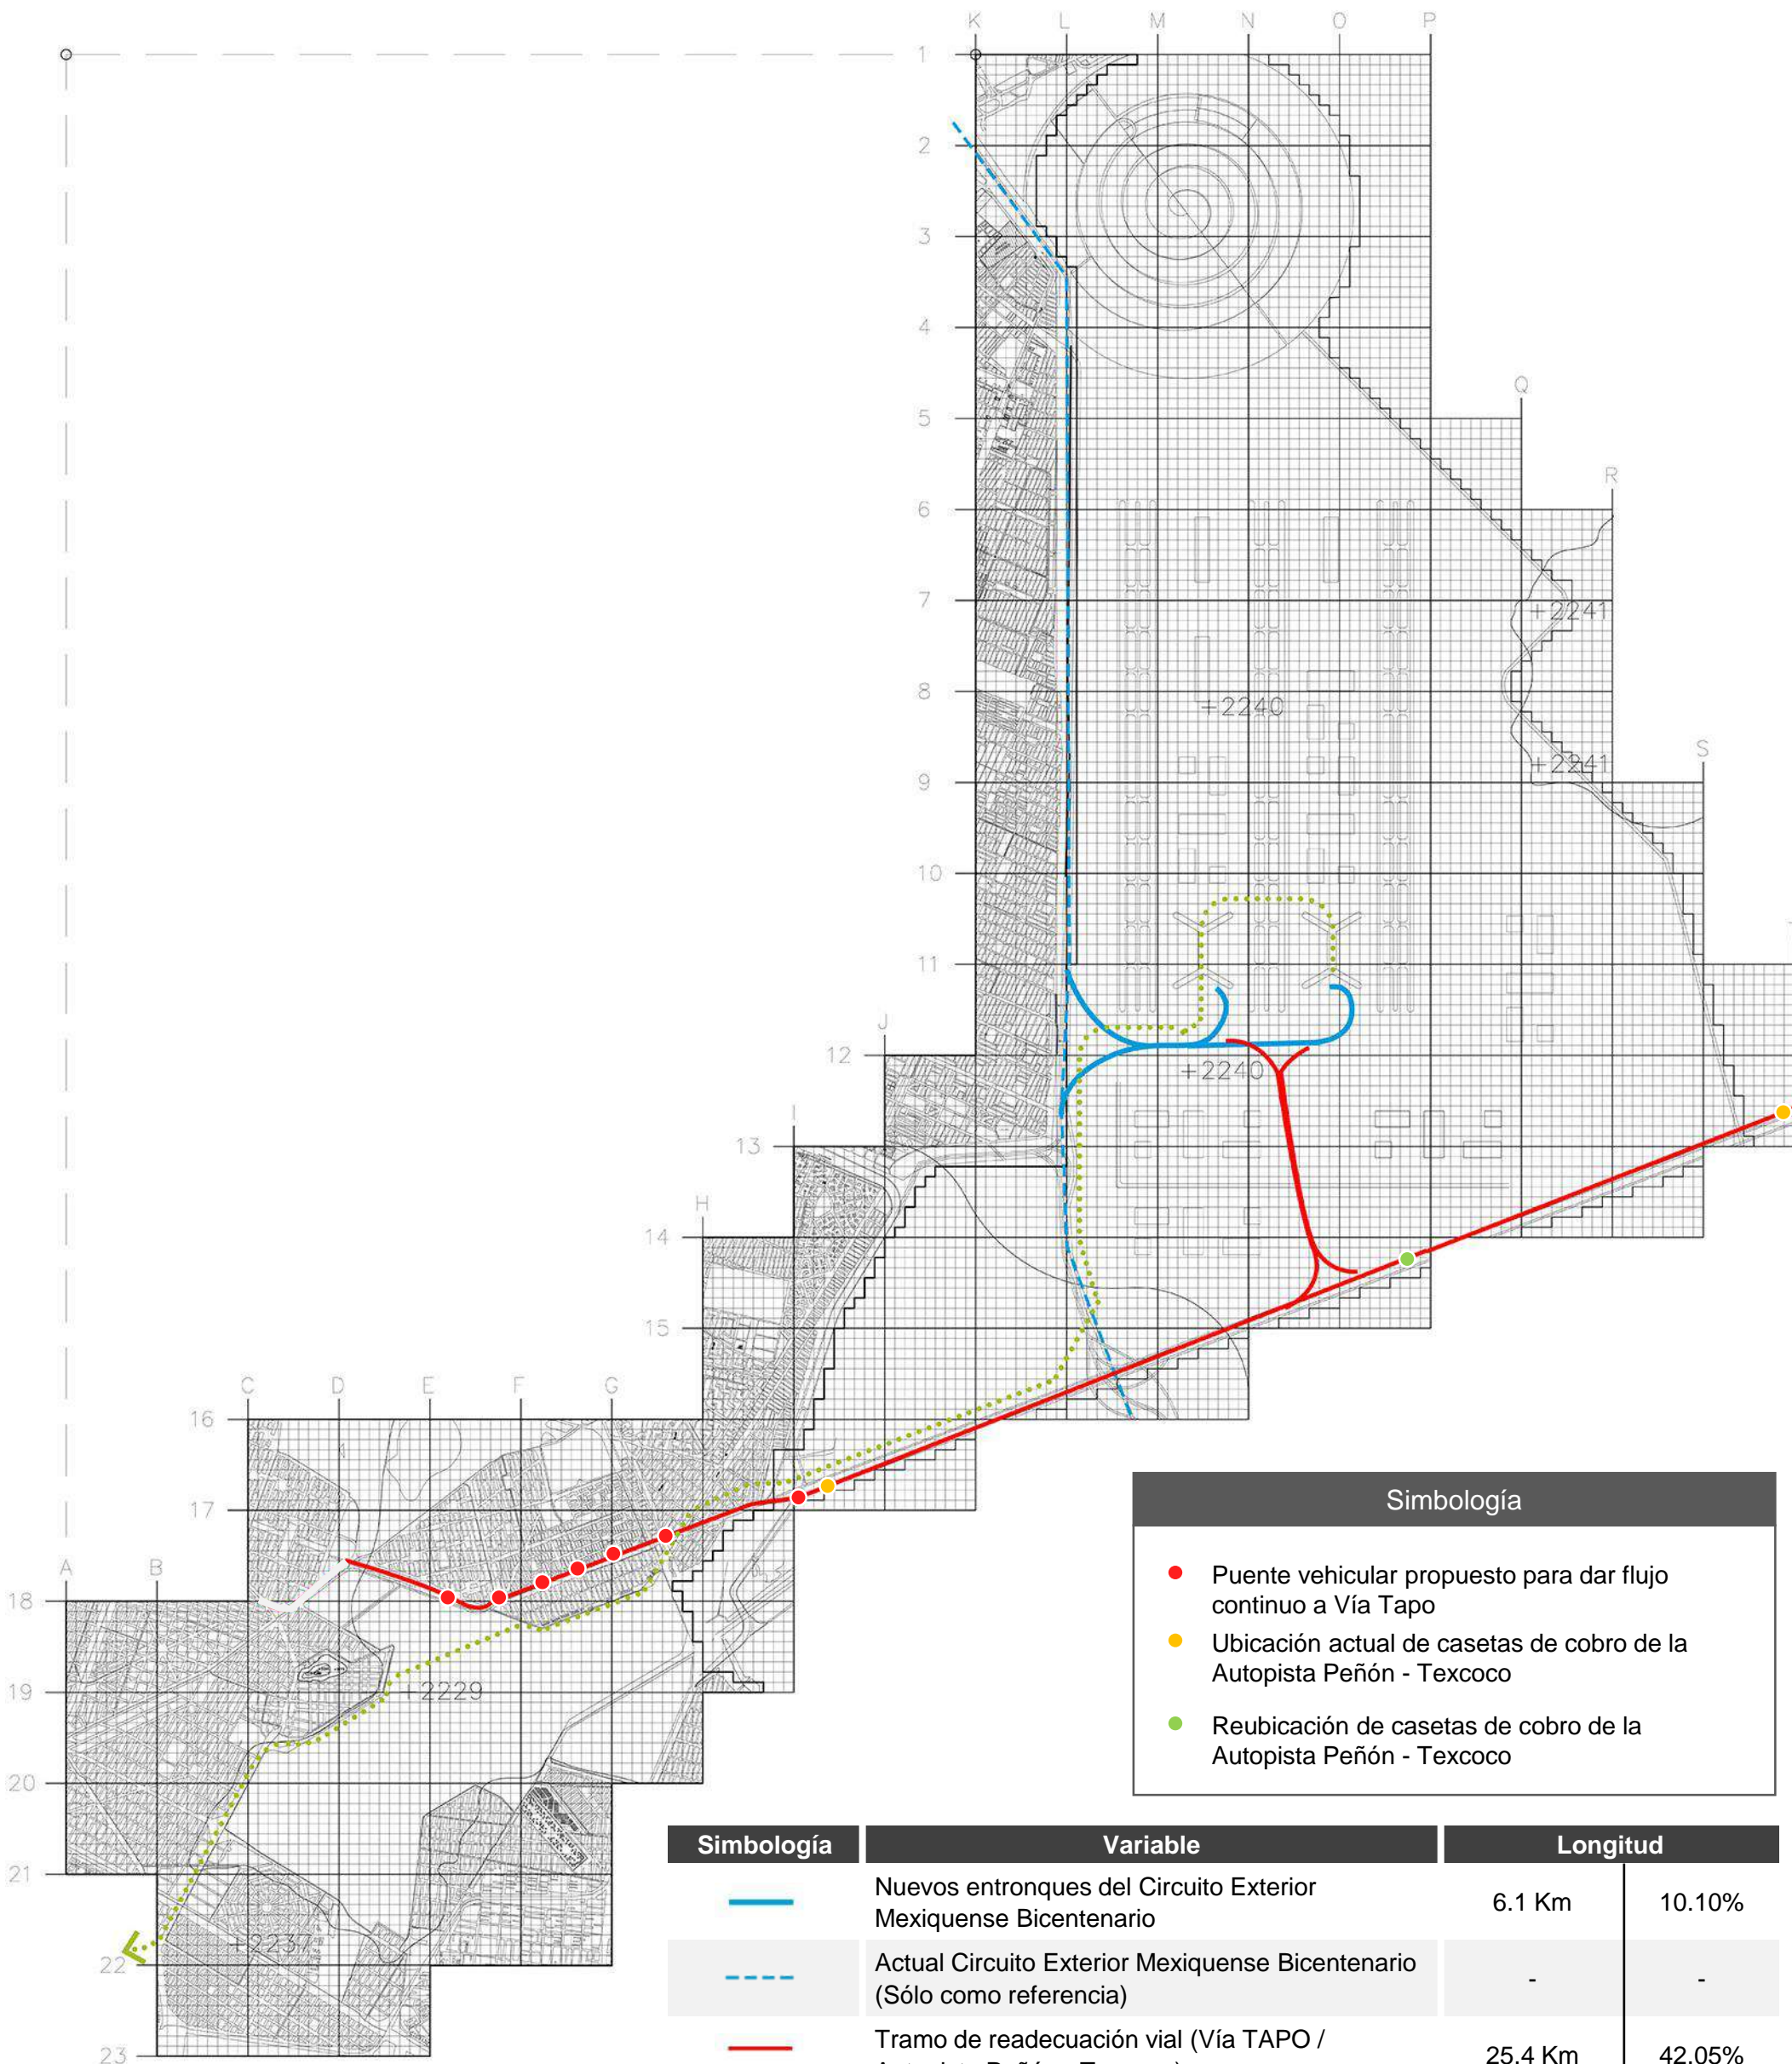 K L M N O P
1
2
3
4
Q
5
R
6
7
+2241
8
+2240
S
+2241
9
10
11
J
12
+2240
I
13
H
14
15
C D E F G
16
17
A B
18
19
+2229
20
21
+2237
22
23
Simbología
Puente vehicular propuesto para dar flujo
continuo a Vía Tapo
Ubicación actual de casetas de cobro de la
Autopista Peñón - Texcoco
Reubicación de casetas de cobro de la
Autopista Peñón - Texcoco
Simbología Variable Longitud
Nuevos entronques del Circuito Exterior
Mexiquense Bicentenario
6.1 Km 10.10%
Actual Circuito Exterior Mexiquense Bicentenario
(Sólo como referencia)
- -
Tramo de readecuación vial (Vía TAPO /
25.4 Km 42.05%